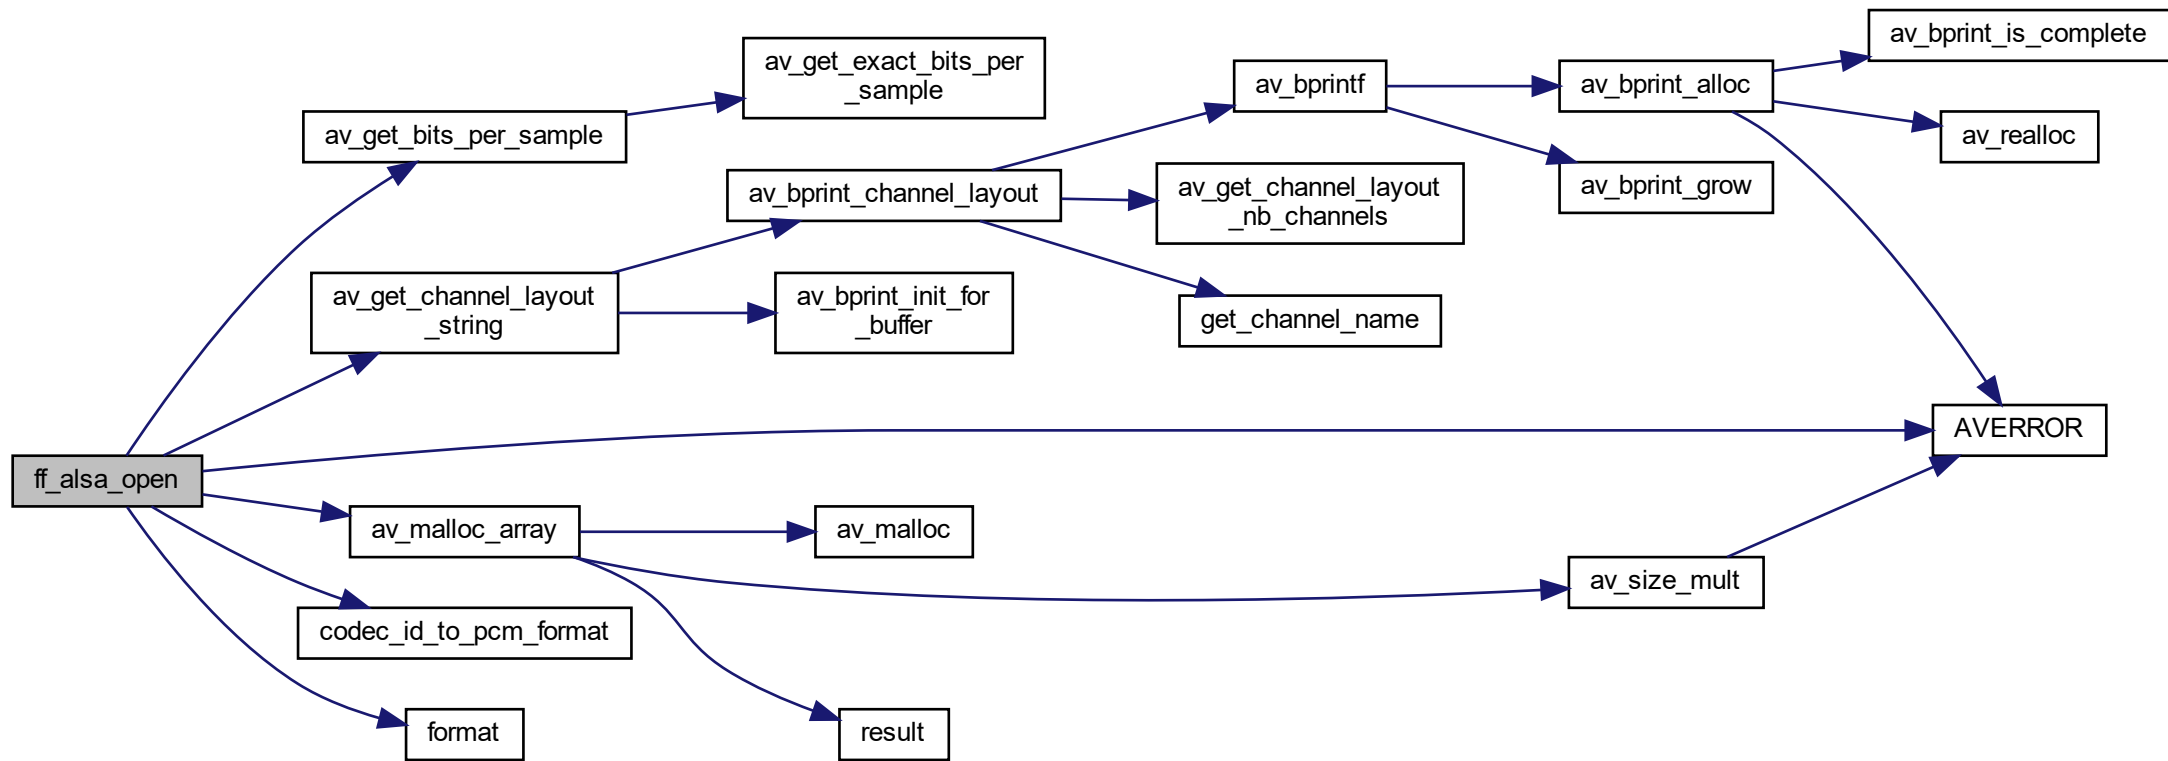 av_bprint_is_complete
av_get_exact_bits_per
_sample
av_bprintf
av_bprint_alloc
av_get_bits_per_sample
av_realloc
av_bprint_channel_layout
av_get_channel_layout
_nb_channels
av_bprint_grow
av_get_channel_layout
_string
av_bprint_init_for
_buffer
get_channel_name
AVERROR
ff_alsa_open
av_malloc_array
av_malloc
av_size_mult
codec_id_to_pcm_format
format
result